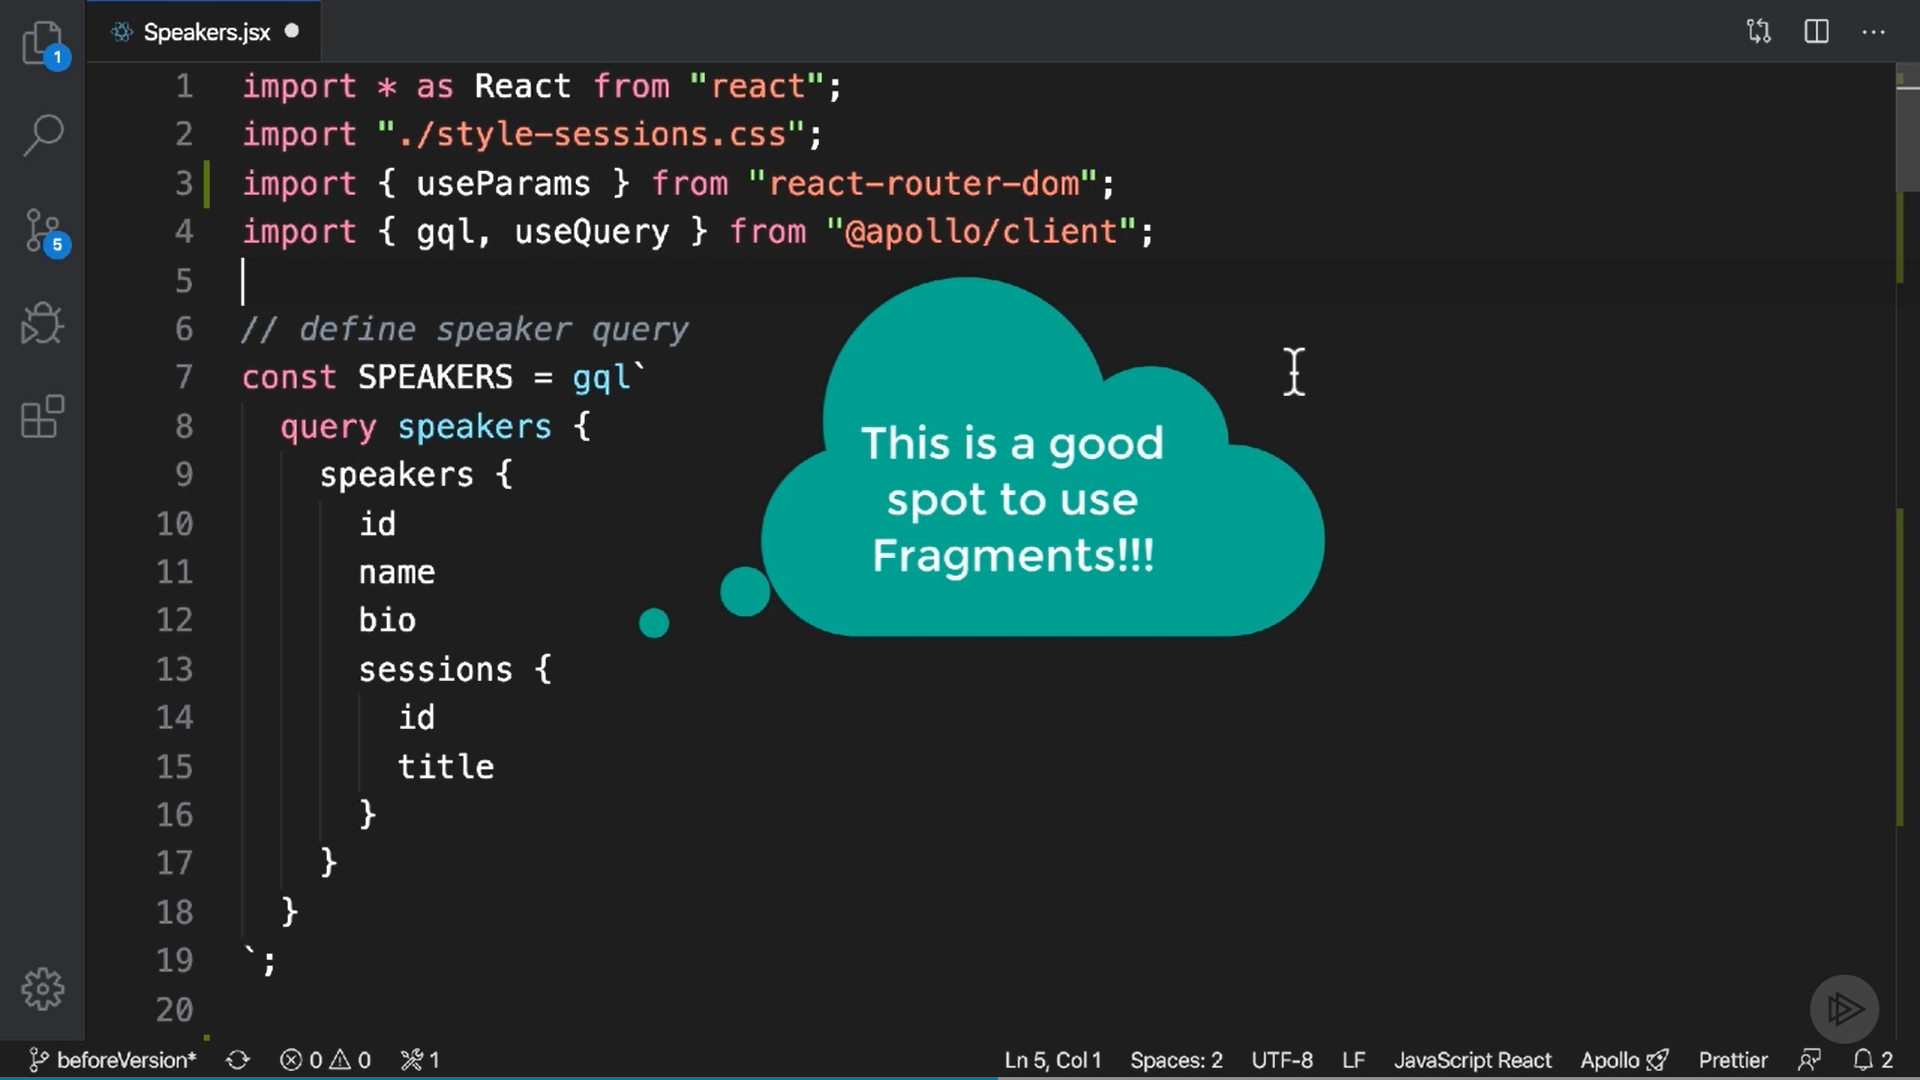 Speakers.jsx
1 import * as React from "react";
2 import "./style-sessions.css";
3 import { useParams } from "react-router-dom";
4 import { gql, useQuery } from "@apollo/client";
5
6 // define speaker query
7 const SPEAKERS = gql`
8 query speakers {
9 speakers {
10 id
11 name
12 bio
13 sessions {
14 id
15 title
16 }
17 }
18 }
19 `;
20
This is a good
spot to use
Fragments!!!
1
5
beforeVersion* 0 0 1 Ln 5, Col 1 Spaces: 2 UTF-8 LF JavaScript React Apollo Prettier 2